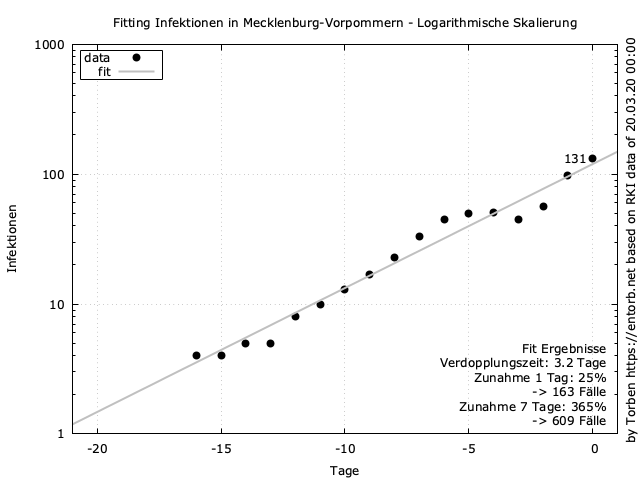 Fitting Infektionen in Mecklenburg-Vorpommern - Logarithmische Skalierung
1000
100
10
1
data
fit
131
Infektionen
Fit Ergebnisse
Verdopplungszeit: 3.2 Tage
Zunahme 1 Tag: 25%
-> 163 Fälle
Zunahme 7 Tage: 365%
-> 609 Fälle
-20
-15
-10
-5
0
Tage
by Torben https://entorb.net based on RKI data of 20.03.20 00:00